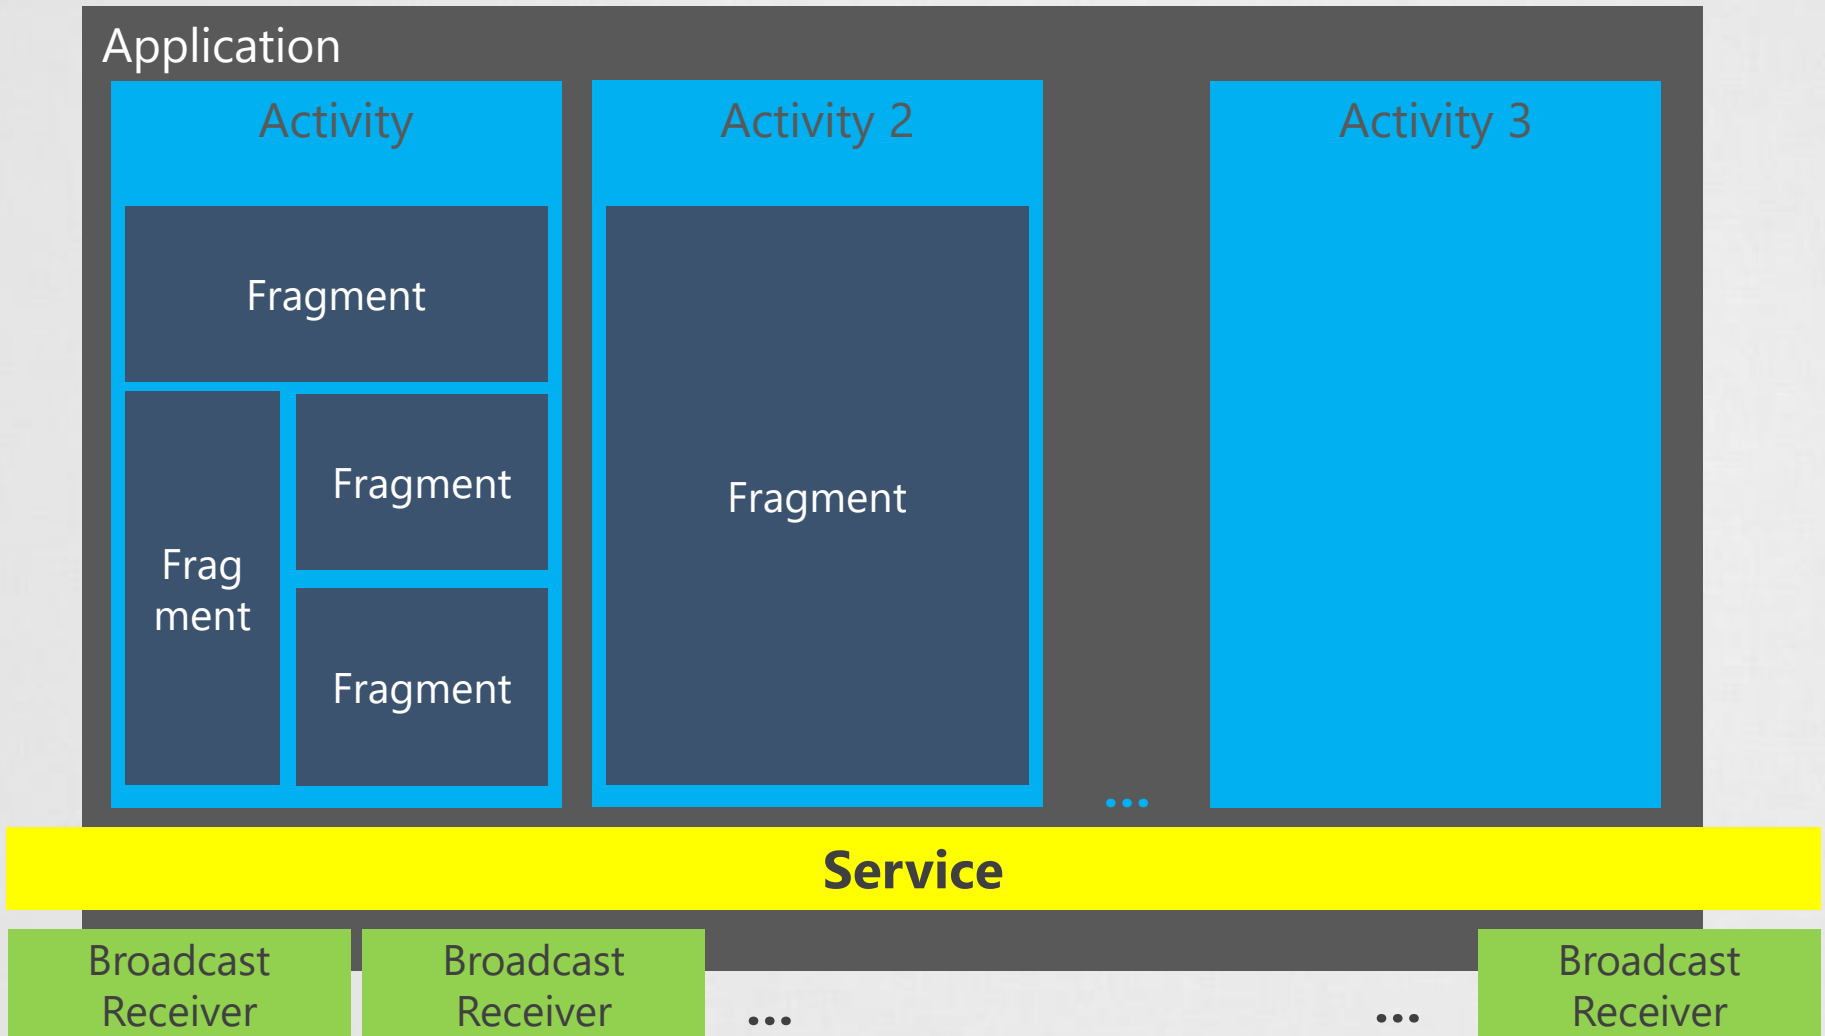 Application
Activity
Activity 2
Activity 3
Fragment
Fragment
Frag
ment
Fragment
Fragment
...
Service
Broadcast
Receiver
Broadcast
Receiver
...
...
Broadcast
Receiver